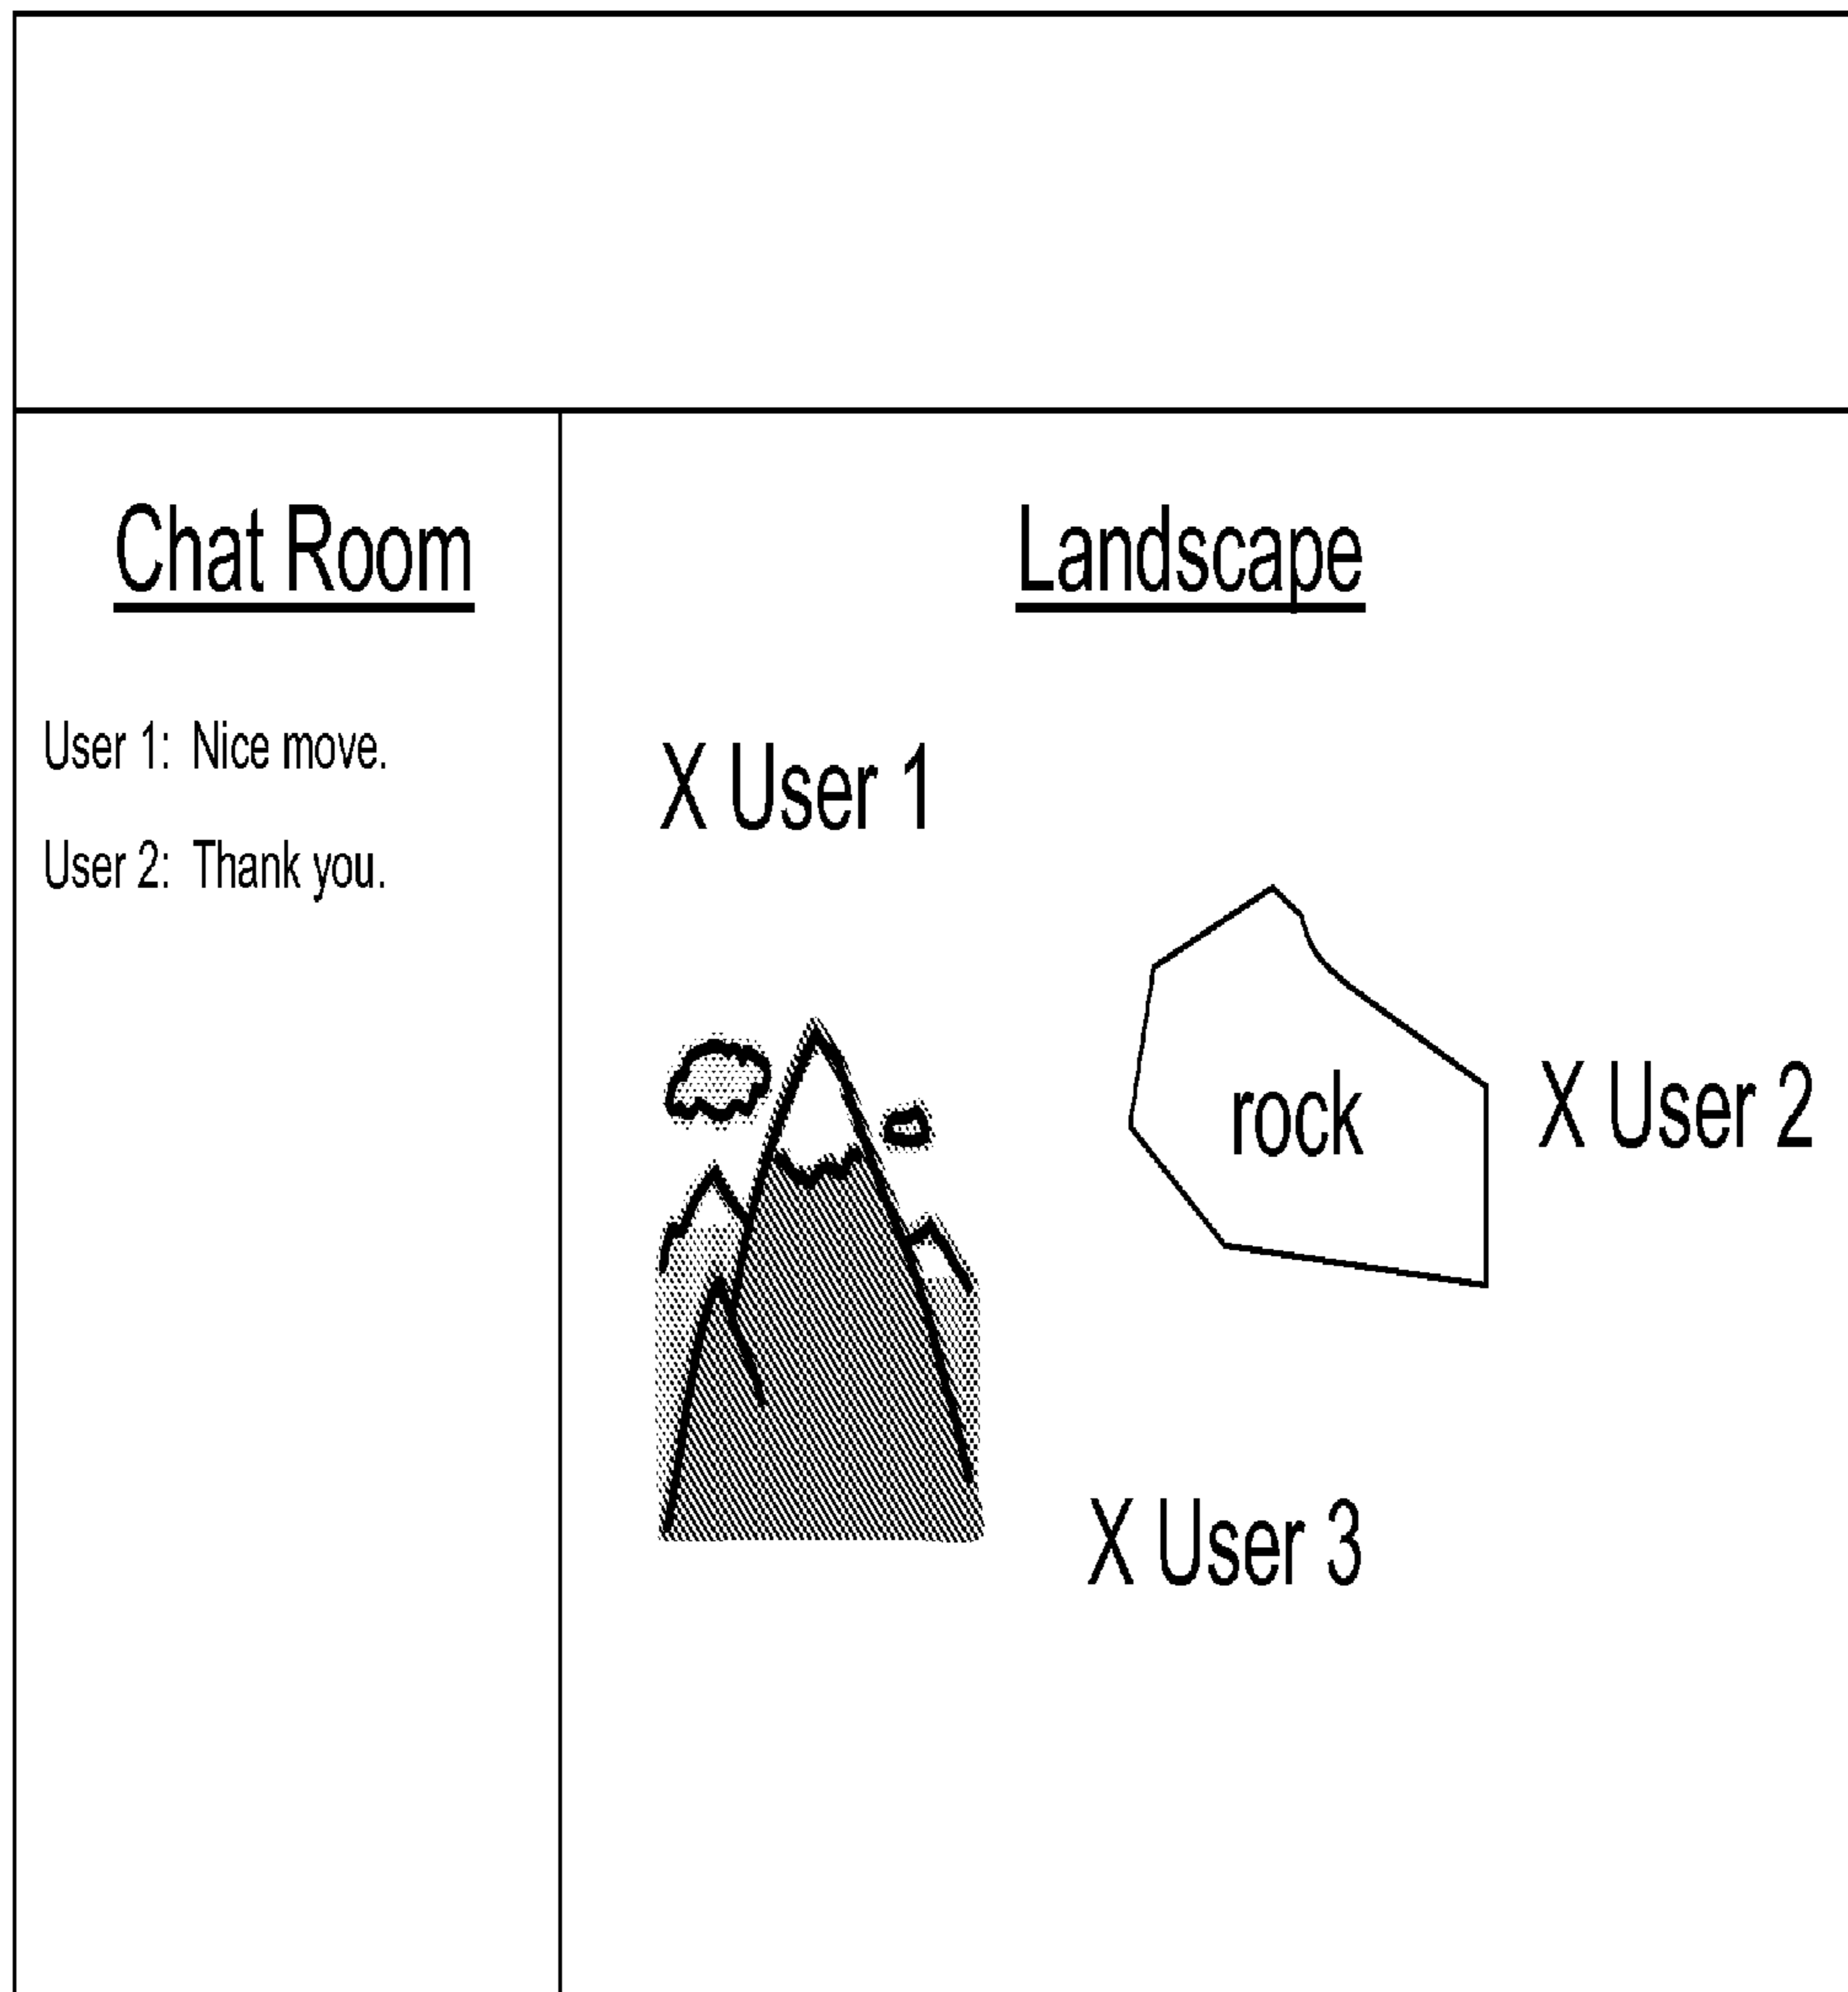 Chat Room
User 1: Nice move.
User 2: Thank you.
Landscape
X User 1
rock
X User 2
X User 3